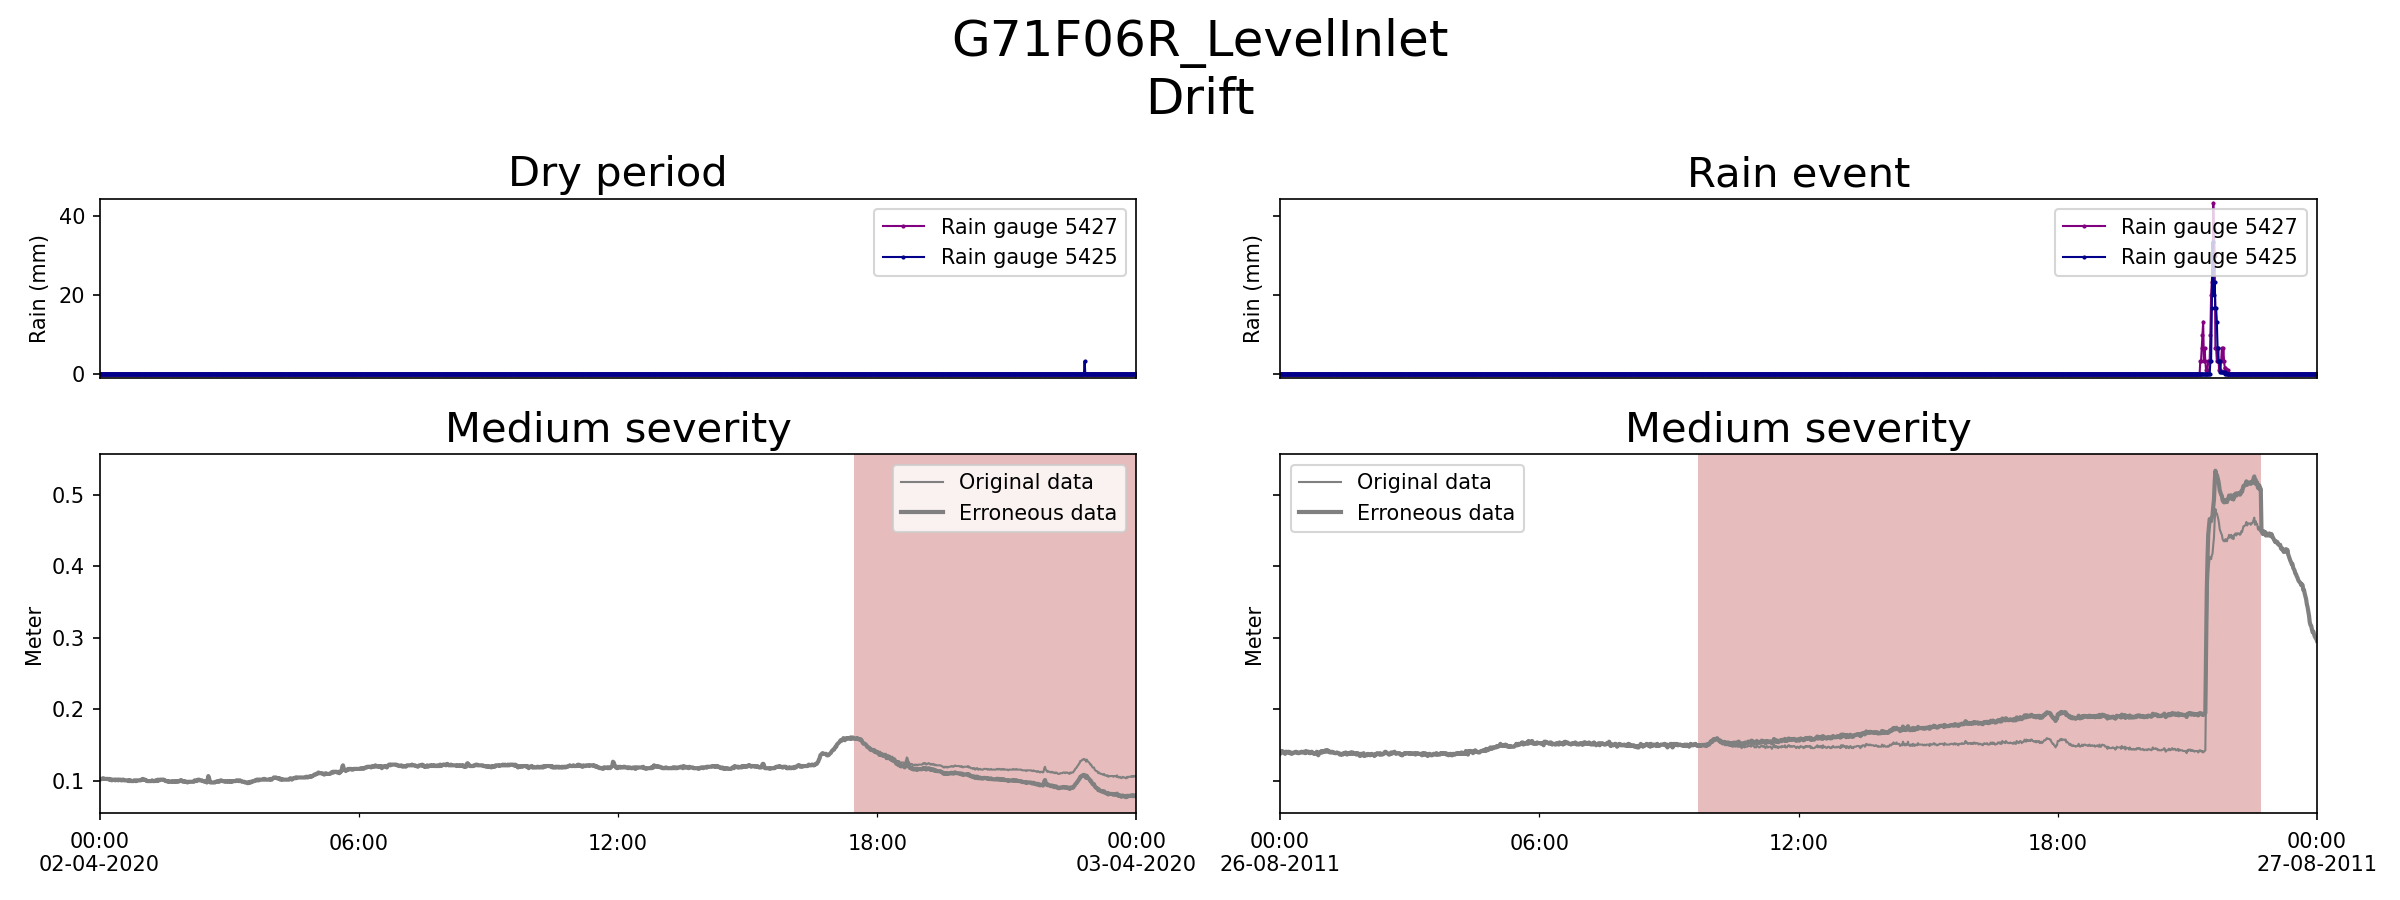 G71F06R_LevelInlet
Drift
Dry period
Rain event
40
20
0
Rain (mm)
Rain gauge 5427
Rain gauge 5425
Rain (mm)
Rain gauge 5427
Rain gauge 5425
Medium severity
Medium severity
0.5
0.4
0.3
0.2
0.1
Meter
Original data
Erroneous data
Meter
Original data
Erroneous data
00:00
02-04-2020
06:00
12:00
18:00
00:00
03-04-2020
00:00
26-08-2011
06:00
12:00
18:00
00:00
27-08-2011